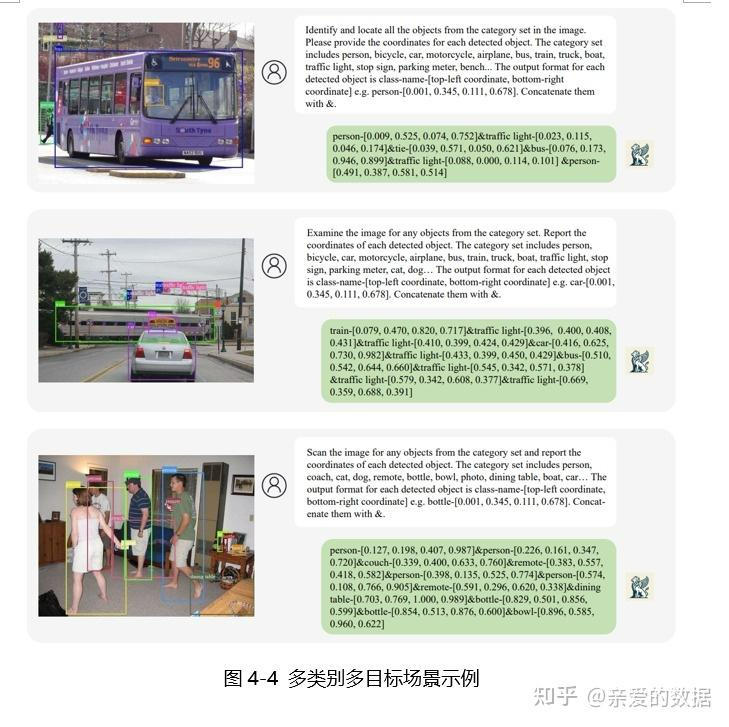 Identify and locate all the objects from the category set in the image.
Please provide the coordinates for each detected object. The category set
includes person, bicycle, car, motorcycle, airplane, bus, train, truck, boat,
traffic light, stop sign, parking meter, bench... The output format for each
detected object is class-name-[top-left coordinate, bottom-right
coordinate] e.g. person-[0.001, 0.345, 0.111, 0.678]. Concatenate them
with &.
96
South Tyne
person-[0.009, 0.525, 0.074, 0.752]&traffic light-[0.023, 0.115,
0.046, 0.174]&tie-[0.039, 0.571, 0.050, 0.621]&bus-[0.076, 0.173,
0.946, 0.899]&traffic light-[0.088, 0.000, 0.114, 0.101] &person-
[0.491, 0.387, 0.581, 0.514]
Examine the image for any objects from the category set. Report the
coordinates of each detected object. The category set includes person,
bicycle, car, motorcycle, airplane, bus, train, truck, boat, traffic light, stop
sign, parking meter, cat, dog… The output format for each detected object
is class-name-[top-left coordinate, bottom-right coordinate] e.g. car-[0.001,
0.345, 0.111, 0.678]. Concatenate them with &.
train-[0.079, 0.470, 0.820, 0.717]&traffic light-[0.396, 0.400, 0.408,
0.431]&traffic light-[0.410, 0.399, 0.424, 0.429]&car-[0.416, 0.625,
0.730, 0.982]&traffic light-[0.433, 0.399, 0.450, 0.429]&bus-[0.510,
0.542, 0.644, 0.660]&traffic light-[0.545, 0.342, 0.571, 0.378]
&traffic light-[0.579, 0.342, 0.608, 0.377]&traffic light-[0.669,
0.359, 0.688, 0.391]
Scan the image for any objects from the category set and report the
coordinates of each detected object. The category set includes person,
coach, cat, dog, remote, bottle, bowl, photo, dining table, boat, car… The
output format for each detected object is class-name-[top-left coordinate,
bottom-right coordinate] e.g. bottle-[0.001, 0.345, 0.111, 0.678]. Concat-
enate them with &.
dining table
person-[0.127, 0.198, 0.407, 0.987]&person-[0.226, 0.161, 0.347,
0.720]&couch-[0.339, 0.400, 0.633, 0.760]&remote-[0.383, 0.557,
0.418, 0.582]&person-[0.398, 0.135, 0.525, 0.774]&person-[0.574,
0.108, 0.766, 0.905]&remote-[0.591, 0.296, 0.620, 0.338]&dining
table-[0.703, 0.769, 1.000, 0.989]&bottle-[0.829, 0.501, 0.856,
0.599]&bottle-[0.854, 0.513, 0.876, 0.600]&bowl-[0.896, 0.585,
0.960, 0.622]
图 4-4 多类别多目标场景示例
知乎 @亲爱的数据